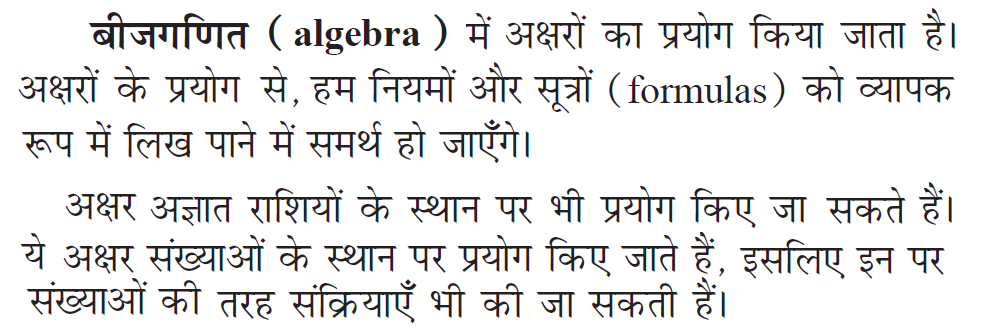 बीजगणित ( algebra ) में अक्षरों का प्रयोग किया जाता है।
अक्षरों के प्रयोग से, हम नियमों और सूत्रों ( formulas ) को व्यापक
रूप में लिख पाने में समर्थ हो जाएँगे।
अक्षर अज्ञात राशियों के स्थान पर भी प्रयोग किए जा सकते हैं।
ये अक्षर संख्याओं के स्थान पर प्रयोग किए जाते हैं, इसलिए इन पर
संख्याओं की तरह संक्रियाएँ भी की जा सकती हैं।